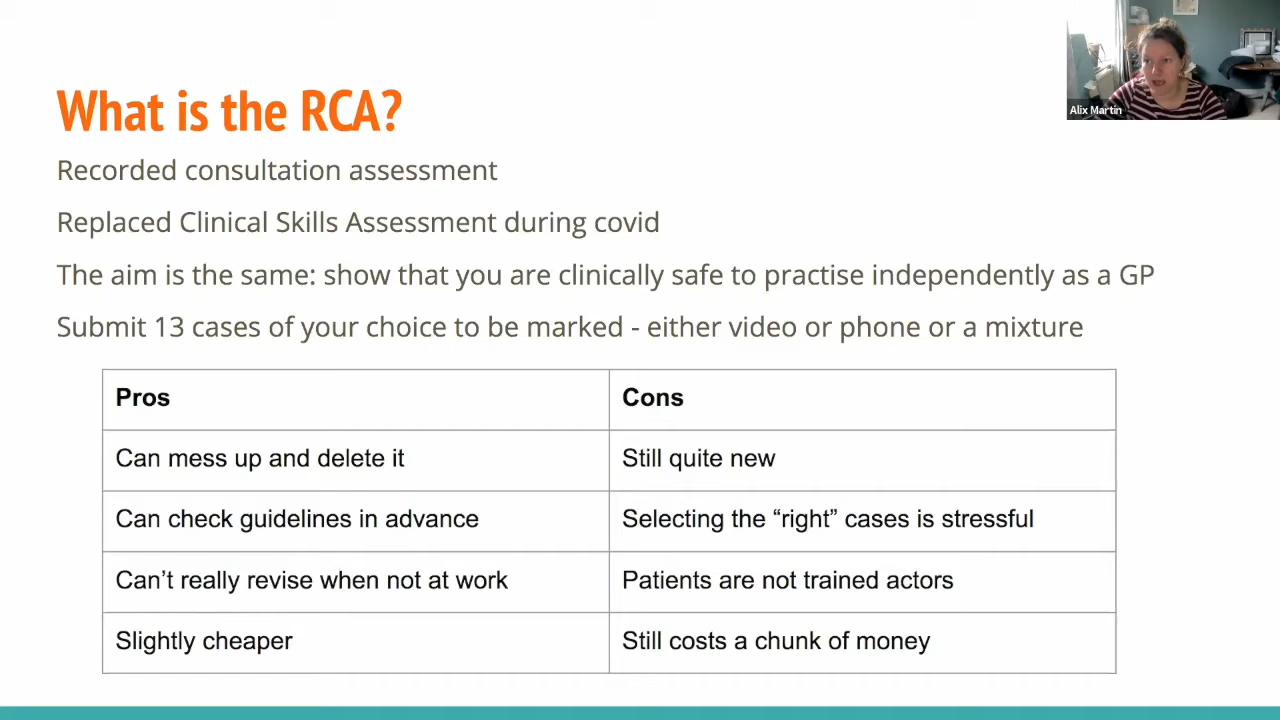 What is the RCA?
Alix Martin
Recorded consultation assessment
Replaced Clinical Skills Assessment during covid
The aim is the same: show that you are clinically safe to practise independently as a GP
Submit 13 cases of your choice to be marked - either video or phone or a mixture
Pros Cons
Can mess up and delete it Still quite new
Can check guidelines in advance Selecting the “right” cases is stressful
Can’t really revise when not at work Patients are not trained actors
Slightly cheaper Still costs a chunk of money